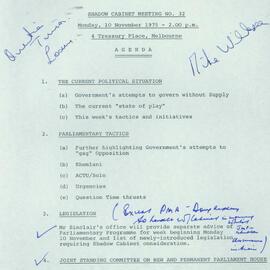 SHADOW CABINET MEETING NO. 32
Monday, 10 November 1975 - 2.00 p.m.
4 Treasury Place, Melbourne
A G E N D A
1. THE CURRENT POLITICAL SITUATION
(a) Government's attempts to govern without Supply
(b) The current "state of play"
(c) This week's tactics and initiatives
2. PARLIAMENTARY TACTICS
(a) Further highlighting Government's attempts to
"gag" Opposition
(b) Khemlani
(c) ACTU/Solo
(d) Urgencies
(e) Question Time thrusts
3. LEGISLATION
Mr Sinclair's office will provide separate advice of
Parliamentary Programme for week beginning Monday
10 November and list of newly-introduced legislation
requiring Shadow Cabinet consideration.
4. JOINT STANDING COMMITTEE ON NEW AND PERMANENT PARLIAMENT HOUSE